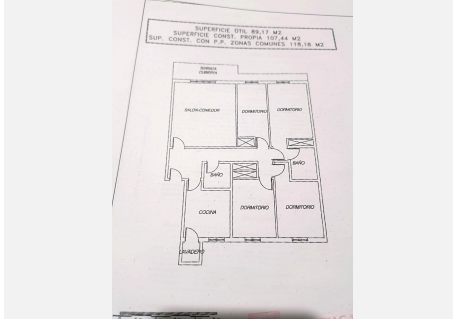 SUPERFICIE UTIL 89,17 M2
SUPERFICIE CONST. PROPIA 107,44 M2
SUP. CONST. CON P.P. ZONAS COMUNES 118,18 M2
TERRAZA
CUBIERTA
SALON-COMEDOR
DORMITORIO
DORMITORIO
BAÑO
BAÑO
COCINA
DORMITORIO
DORMITORIO
LAVADERO